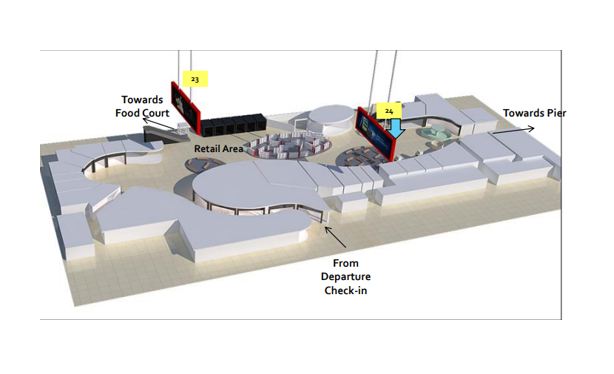 23
24
Towards
Food Court
Towards Pier
Retail Area
From
Departure
Check-in